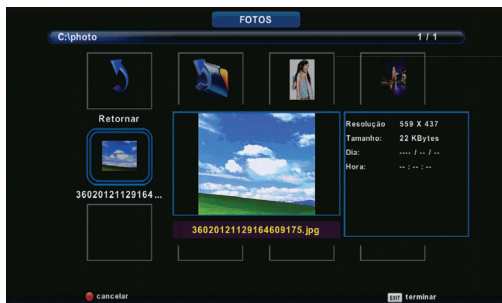 FOTOS
C:\photo
1 / 1
Retornar
36020121129164 ...
36020121129164609175.jpg
Resolução 559 X 437
Tamanho: 22 KBytes
Dia: ---- / -- / --
Hora: -- : -- : --
cancelar
EXIT terminar